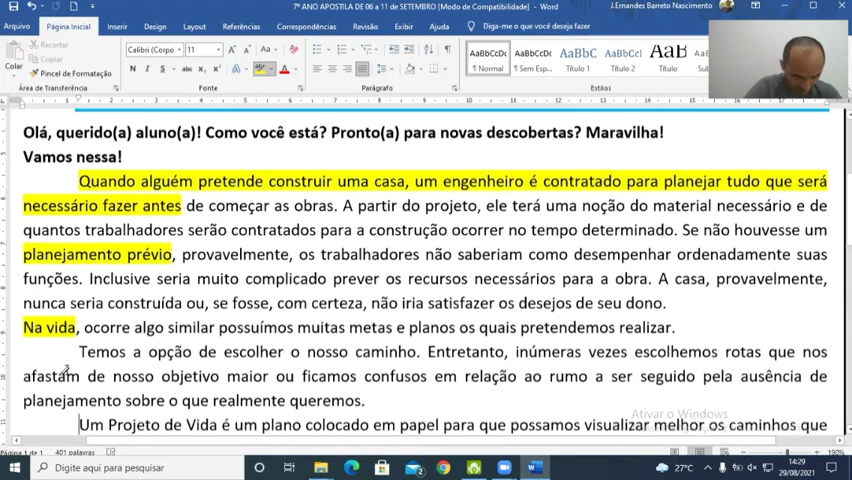 7º ANO APOSTILA DE 06 a 11 de SETEMBRO [Modo de Compatibilidade] - Word
J.Ernandes Barreto Nascimento
Arquivo Página Inicial Inserir Design Layout Referências Correspondências Revisão Exibir Ajuda Diga-me o que você deseja fazer
Recortar
Copiar
Pincel de Formatação
Colar
Calibri (Corpo) 11
N I S abc
AaBbCcDc AaBbCcDc AaBbC AaBbCcI AaB
¶ Normal ¶ Sem Esp... Título 1 Título 2 Título
Área de Transferência Fonte Parágrafo Estilos
Olá, querido(a) aluno(a)! Como você está? Pronto(a) para novas descobertas? Maravilha!
Vamos nessa!
Quando alguém pretende construir uma casa, um engenheiro é contratado para planejar tudo que será
necessário fazer antes de começar as obras. A partir do projeto, ele terá uma noção do material necessário e de
quantos trabalhadores serão contratados para a construção ocorrer no tempo determinado. Se não houvesse um
planejamento prévio, provavelmente, os trabalhadores não saberiam como desempenhar ordenadamente suas
funções. Inclusive seria muito complicado prever os recursos necessários para a obra. A casa, provavelmente,
nunca seria construída ou, se fosse, com certeza, não iria satisfazer os desejos de seu dono.
Na vida, ocorre algo similar possuímos muitas metas e planos os quais pretendemos realizar.
Temos a opção de escolher o nosso caminho. Entretanto, inúmeras vezes escolhemos rotas que nos
afastam de nosso objetivo maior ou ficamos confusos em relação ao rumo a ser seguido pela ausência de
planejamento sobre o que realmente queremos.
Um Projeto de Vida é um plano colocado em papel para que possamos visualizar melhor os caminhos que
Ativar o Windows
Página 1 de 1 401 palavras 190%
Digite aqui para pesquisar
27°C
14:29
29/08/2021